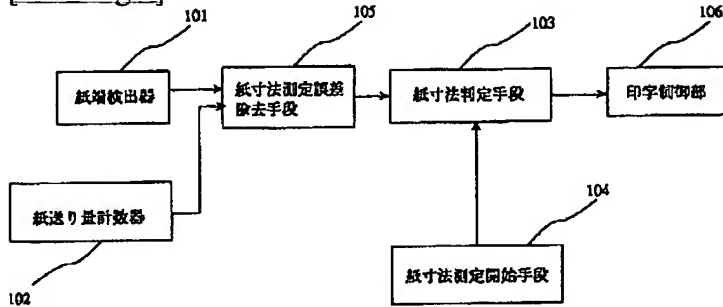 101
105
103
106
紙端検出器
紙寸法測定誤差
除去手段
紙寸法判定手段
印字制御部
紙送り量計数器
104
102
紙寸法測定開始手段